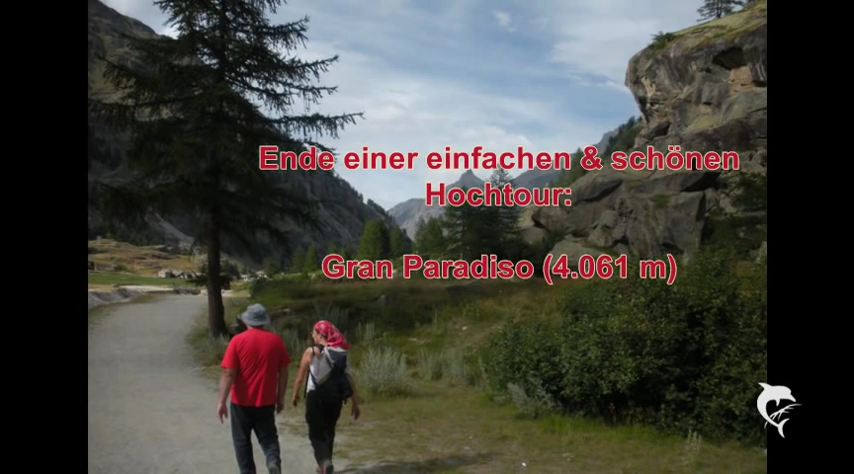 Ende einer einfachen & schönen
Hochtour:
Gran Paradiso (4.061 m)